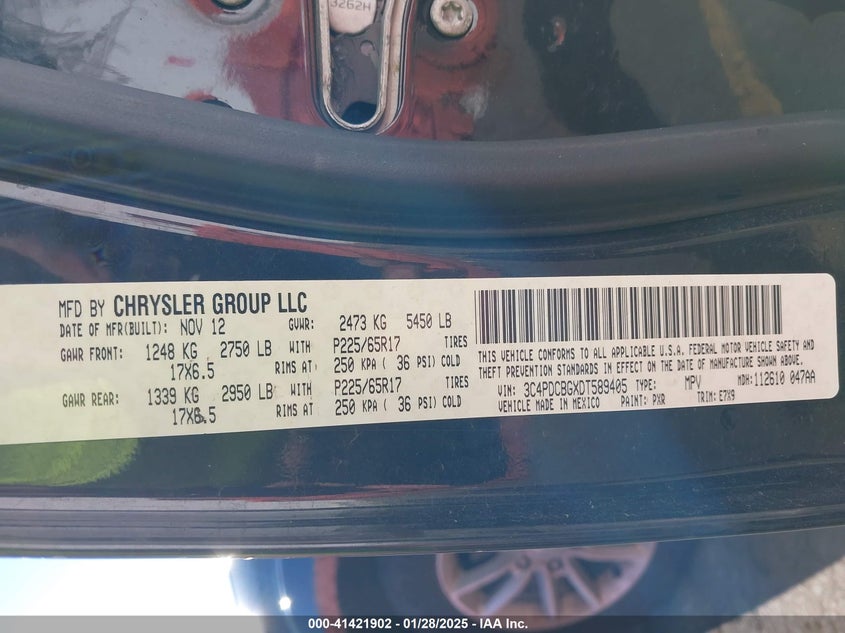 3262H
MFD BY CHRYSLER GROUP LLC
DATE OF MFR(BUILT): NOV 12 GVWR: 2473 KG 5450 LB
GAWR FRONT: 1248 KG 2750 LB WITH P225/65R17 TIRES
17X6.5 RIMS AT 250 KPA ( 36 PSI) COLD
GAWR REAR: 1339 KG 2950 LB WITH P225/65R17 TIRES
17X6.5 RIMS AT 250 KPA ( 36 PSI) COLD
THIS VEHICLE CONFORMS TO ALL APPLICABLE U.S.A. FEDERAL MOTOR VEHICLE SAFETY AND
THEFT PREVENTION STANDARDS IN EFFECT ON THE DATE OF MANUFACTURE SHOWN ABOVE.
VIN: 3C4PDCBGXDT589405 TYPE: MPV MDH:112610 047AA
VEHICLE MADE IN MEXICO PAINT: PXR TRIM: E7X9
000-41421902 - 01/28/2025 - IAA Inc.